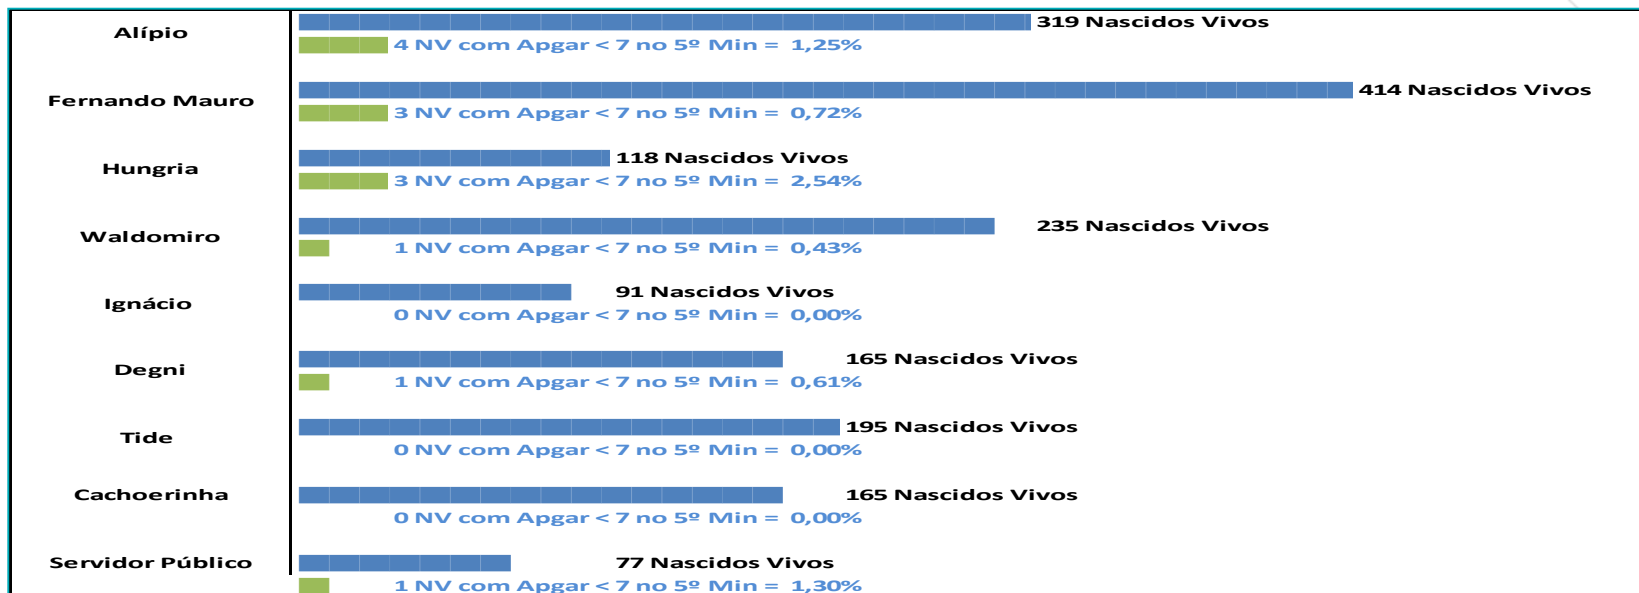 Alípio
319 Nascidos Vivos
4 NV com Apgar < 7 no 5º Min = 1,25%
Fernando Mauro
414 Nascidos Vivos
3 NV com Apgar < 7 no 5º Min = 0,72%
Hungria
118 Nascidos Vivos
3 NV com Apgar < 7 no 5º Min = 2,54%
Waldomiro
235 Nascidos Vivos
1 NV com Apgar < 7 no 5º Min = 0,43%
Ignácio
91 Nascidos Vivos
0 NV com Apgar < 7 no 5º Min = 0,00%
Degni
165 Nascidos Vivos
1 NV com Apgar < 7 no 5º Min = 0,61%
Tide
195 Nascidos Vivos
0 NV com Apgar < 7 no 5º Min = 0,00%
Cachoerinha
165 Nascidos Vivos
0 NV com Apgar < 7 no 5º Min = 0,00%
Servidor Público
77 Nascidos Vivos
1 NV com Apgar < 7 no 5º Min = 1,30%